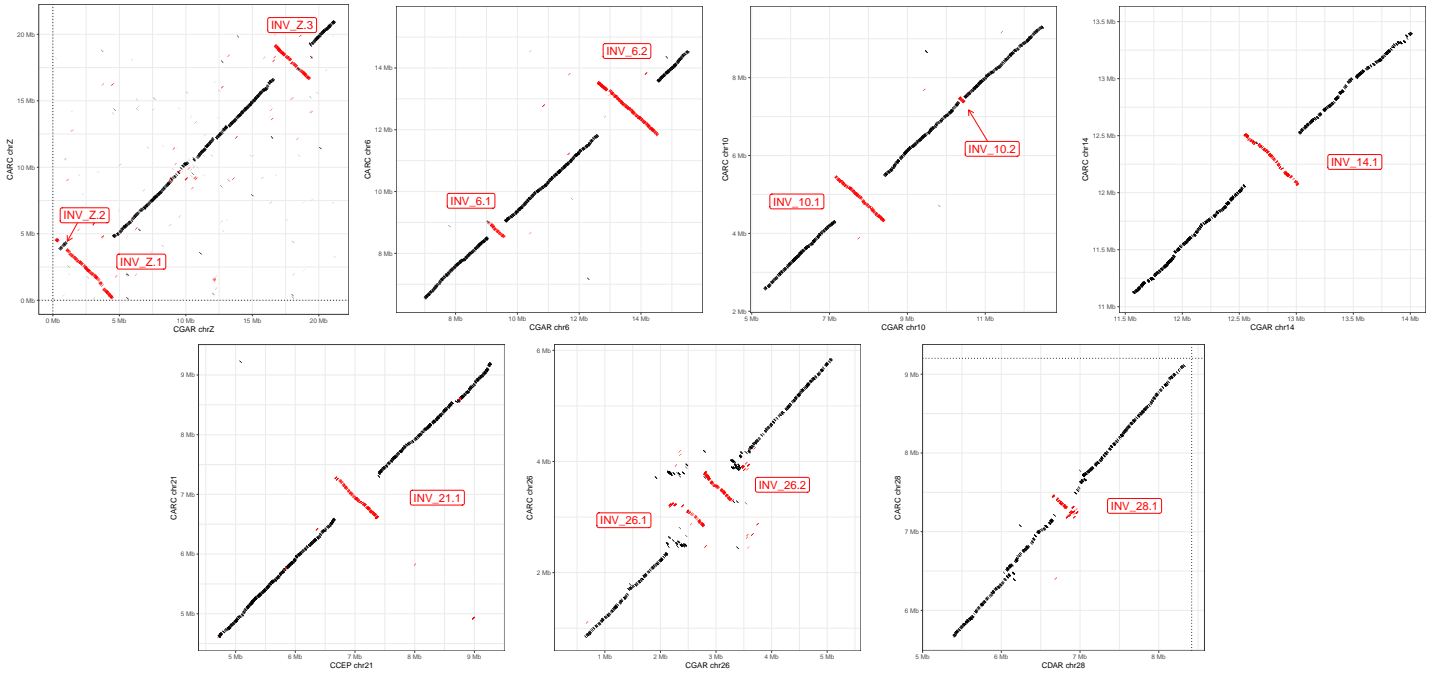 INV_Z.3
INV_Z.2
INV_Z.1
20 Mb
15 Mb
10 Mb
5 Mb
0 Mb
CARC chrZ
0 Mb 5 Mb 10 Mb 15 Mb 20 Mb
CGAR chrZ
INV_6.2
INV_6.1
14 Mb
12 Mb
10 Mb
8 Mb
CARC chr6
8 Mb 10 Mb 12 Mb 14 Mb
CGAR chr6
INV_10.2
INV_10.1
8 Mb
6 Mb
4 Mb
2 Mb
CARC chr10
5 Mb 7 Mb 9 Mb 11 Mb
CGAR chr10
INV_14.1
13.5 Mb
13 Mb
12.5 Mb
12 Mb
11.5 Mb
11 Mb
CARC chr14
11.5 Mb 12 Mb 12.5 Mb 13 Mb 13.5 Mb 14 Mb
CGAR chr14
INV_21.1
9 Mb
8 Mb
7 Mb
6 Mb
5 Mb
CARC chr21
5 Mb 6 Mb 7 Mb 8 Mb 9 Mb
CCEP chr21
INV_26.2
INV_26.1
6 Mb
4 Mb
2 Mb
CARC chr26
1 Mb 2 Mb 3 Mb 4 Mb 5 Mb
CGAR chr26
INV_28.1
9 Mb
8 Mb
7 Mb
6 Mb
CARC chr28
5 Mb 6 Mb 7 Mb 8 Mb
CDAR chr28